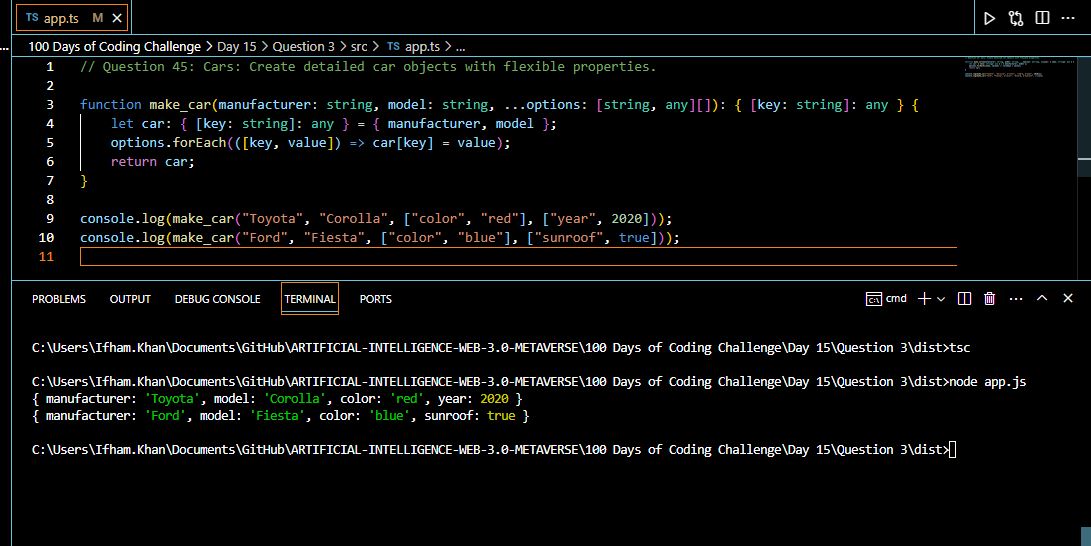 TS app.ts M ×
... 100 Days of Coding Challenge > Day 15 > Question 3 > src > TS app.ts > ...
1 // Question 45: Cars: Create detailed car objects with flexible properties.
2
3 function make_car(manufacturer: string, model: string, ...options: [string, any][]): { [key: string]: any } {
4 let car: { [key: string]: any } = { manufacturer, model };
5 options.forEach(([key, value]) => car[key] = value);
6 return car;
7 }
8
9 console.log(make_car("Toyota", "Corolla", ["color", "red"], ["year", 2020]));
10 console.log(make_car("Ford", "Fiesta", ["color", "blue"], ["sunroof", true]));
11
PROBLEMS OUTPUT DEBUG CONSOLE TERMINAL PORTS cmd
C:\Users\Ifham.Khan\Documents\GitHub\ARTIFICIAL-INTELLIGENCE-WEB-3.0-METAVERSE\100 Days of Coding Challenge\Day 15\Question 3\dist>tsc
C:\Users\Ifham.Khan\Documents\GitHub\ARTIFICIAL-INTELLIGENCE-WEB-3.0-METAVERSE\100 Days of Coding Challenge\Day 15\Question 3\dist>node app.js
{ manufacturer: 'Toyota', model: 'Corolla', color: 'red', year: 2020 }
{ manufacturer: 'Ford', model: 'Fiesta', color: 'blue', sunroof: true }
C:\Users\Ifham.Khan\Documents\GitHub\ARTIFICIAL-INTELLIGENCE-WEB-3.0-METAVERSE\100 Days of Coding Challenge\Day 15\Question 3\dist>